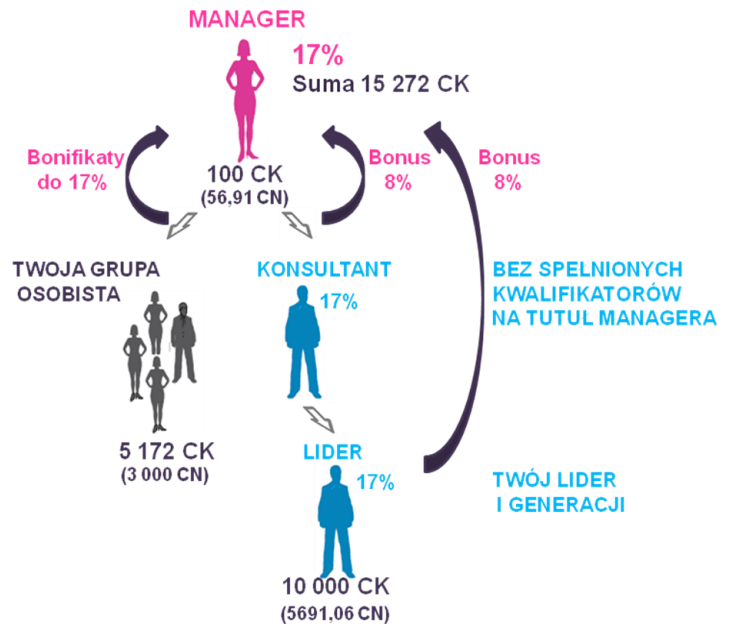 MANAGER
17%
Suma 15 272 CK
Bonifikaty
do 17%
Bonus
8%
Bonus
8%
100 CK
(56,91 CN)
TWOJA GRUPA
OSOBISTA
KONSULTANT
17%
BEZ SPEŁNIONYCH
KWALIFIKATORÓW
NA TUTUŁ MANAGERA
5 172 CK
(3 000 CN)
LIDER
17%
TWÓJ LIDER
I GENERACJI
10 000 CK
(5691,06 CN)